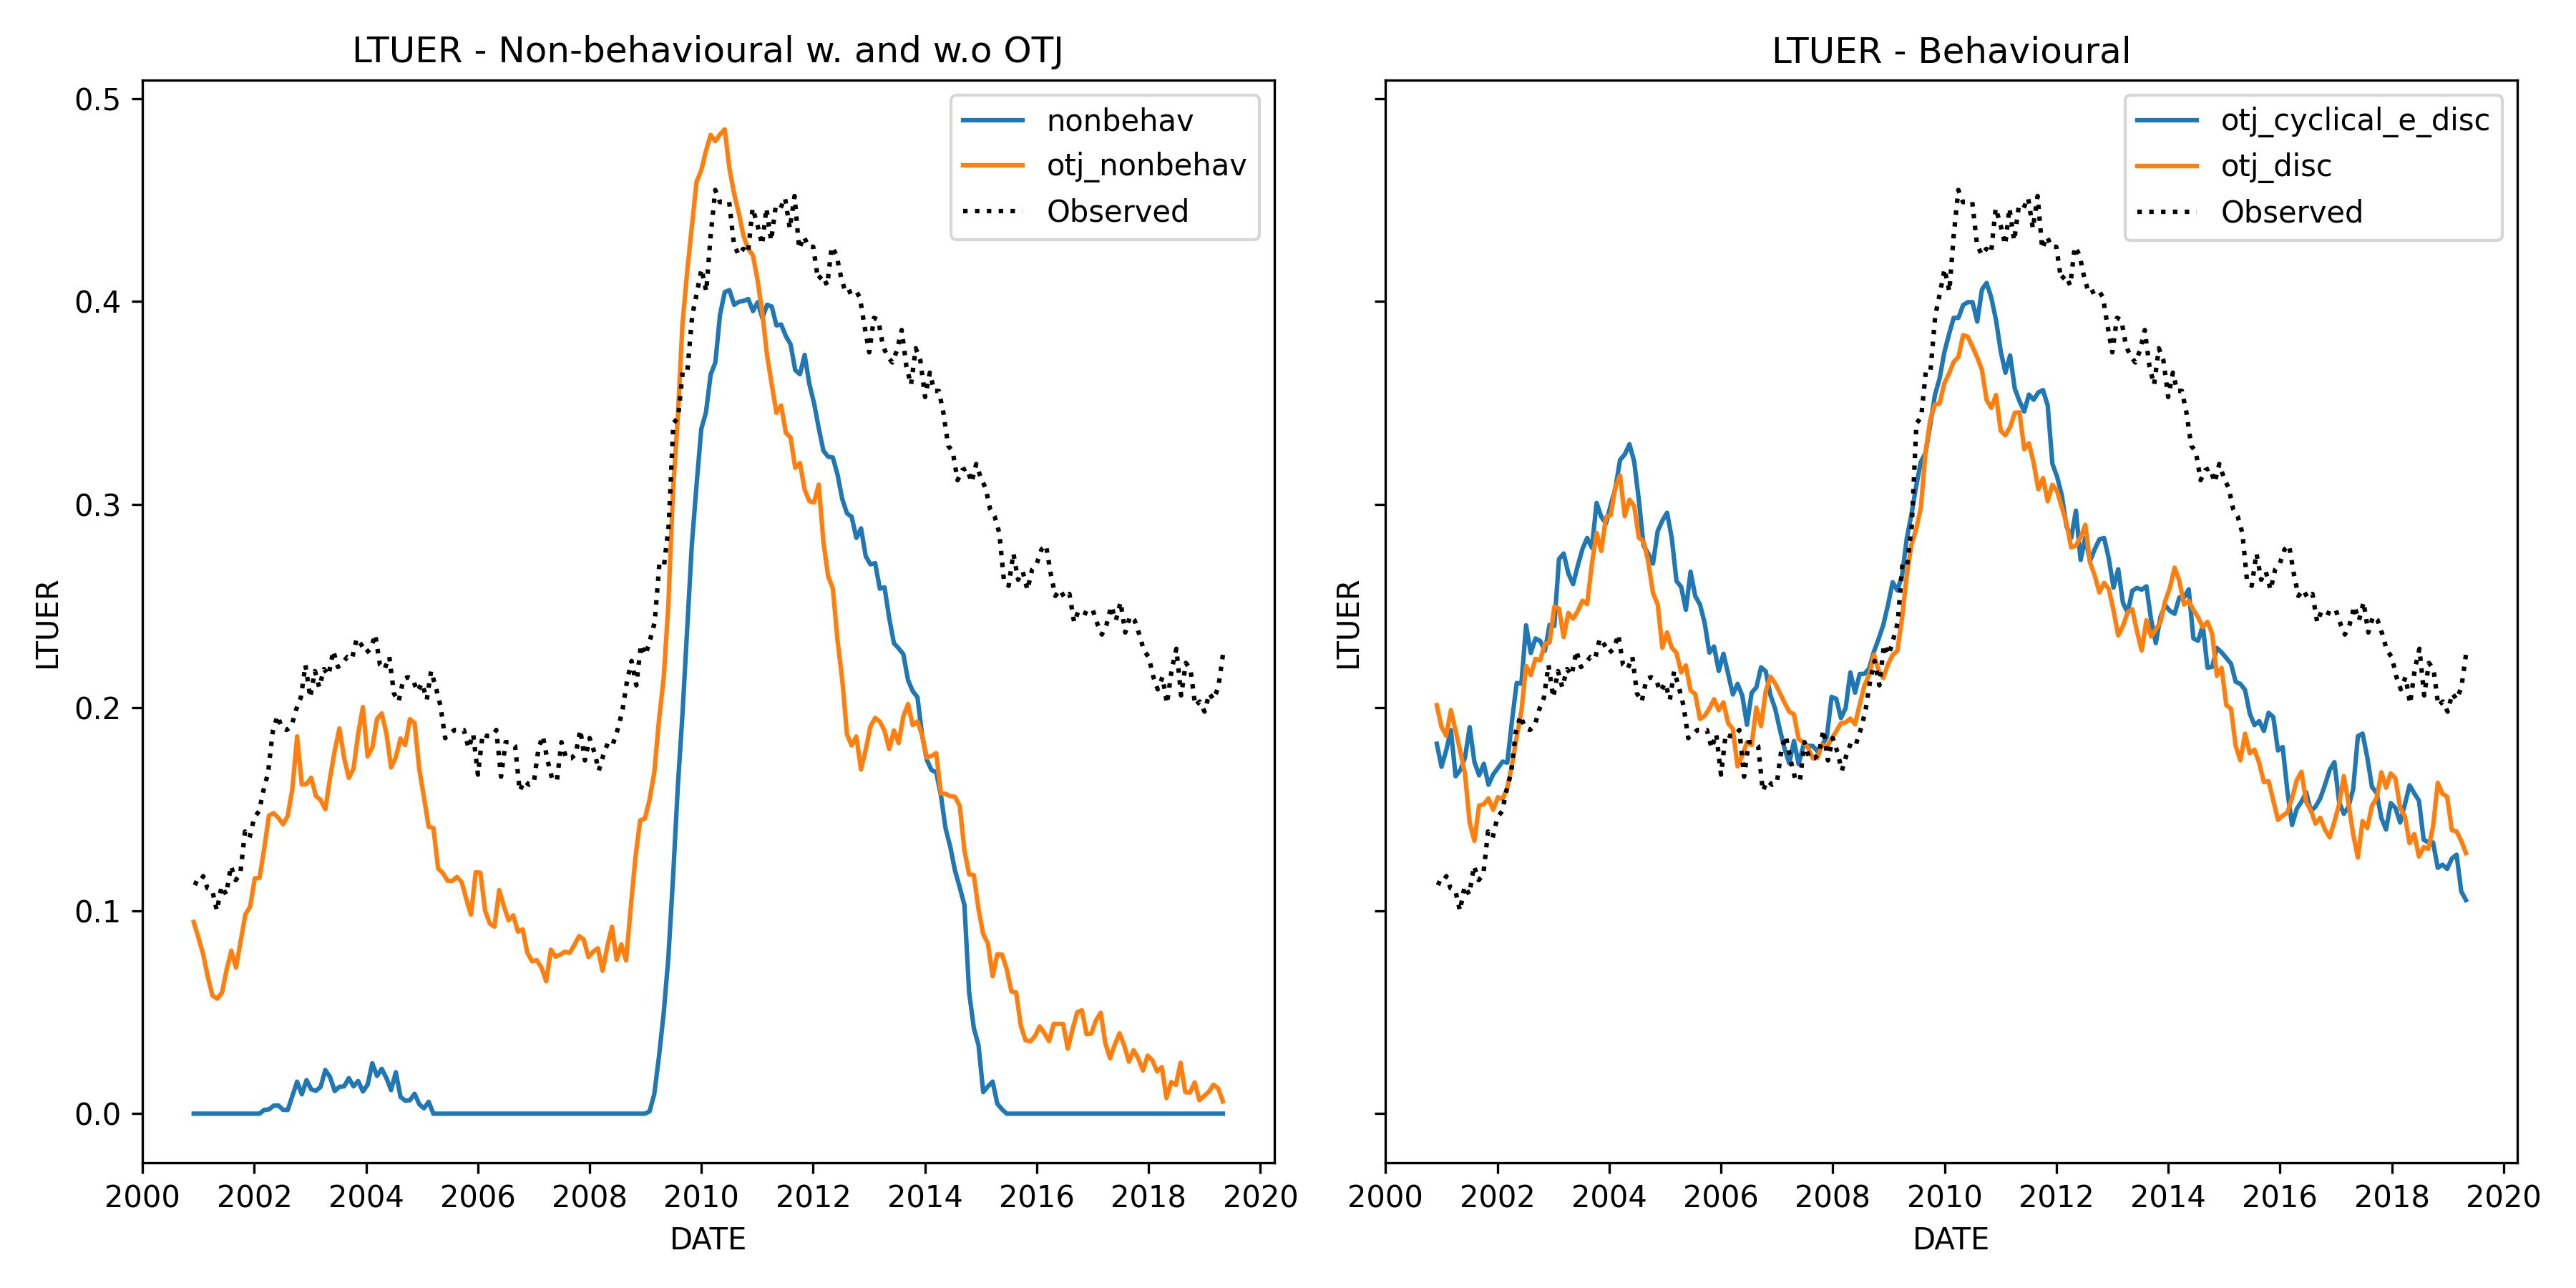 LTUER - Non-behavioural w. and w.o OTJ
nonbehav
otj_nonbehav
Observed
0.5
0.4
0.3
0.2
0.1
0.0
LTUER
2000 2002 2004 2006 2008 2010 2012 2014 2016 2018 2020
DATE
LTUER - Behavioural
otj_cyclical_e_disc
otj_disc
Observed
LTUER
2000 2002 2004 2006 2008 2010 2012 2014 2016 2018 2020
DATE